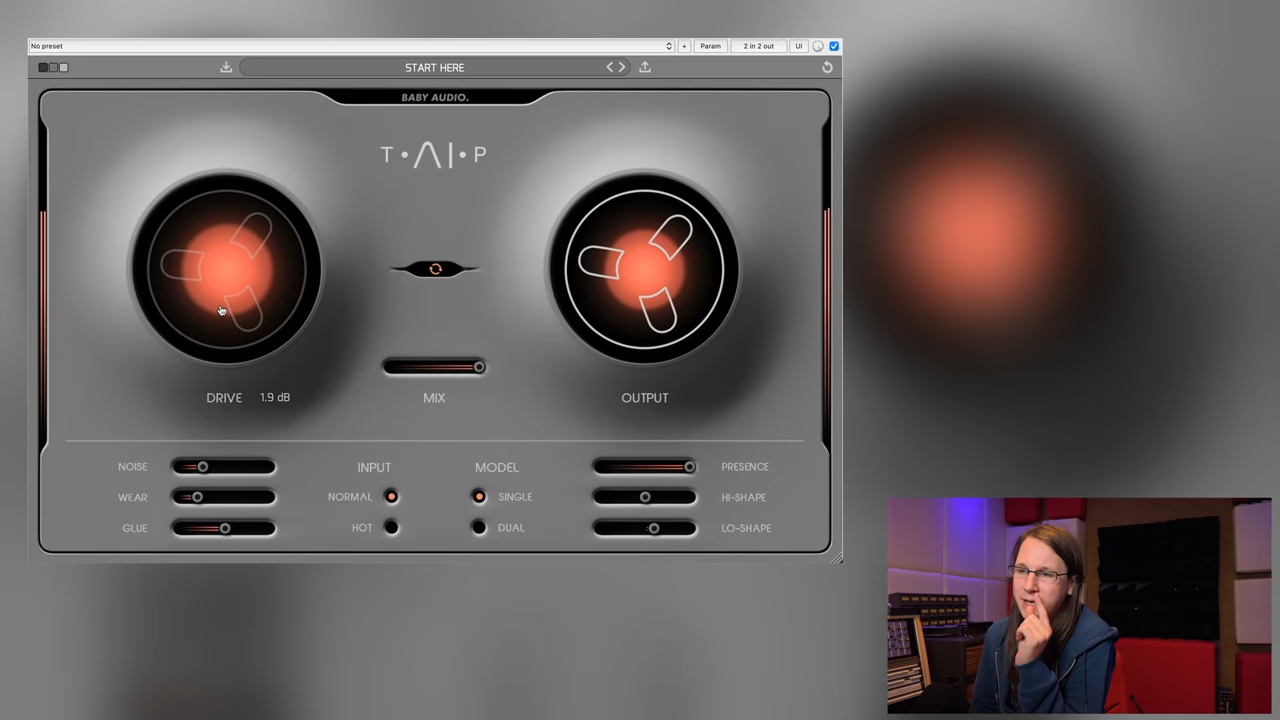 No preset + Param 2 in 2 out UI
START HERE
BABY AUDIO.
T•AI•P
DRIVE 1.9 dB MIX OUTPUT
NOISE INPUT MODEL PRESENCE
WEAR NORMAL SINGLE HI-SHAPE
GLUE HOT DUAL LO-SHAPE